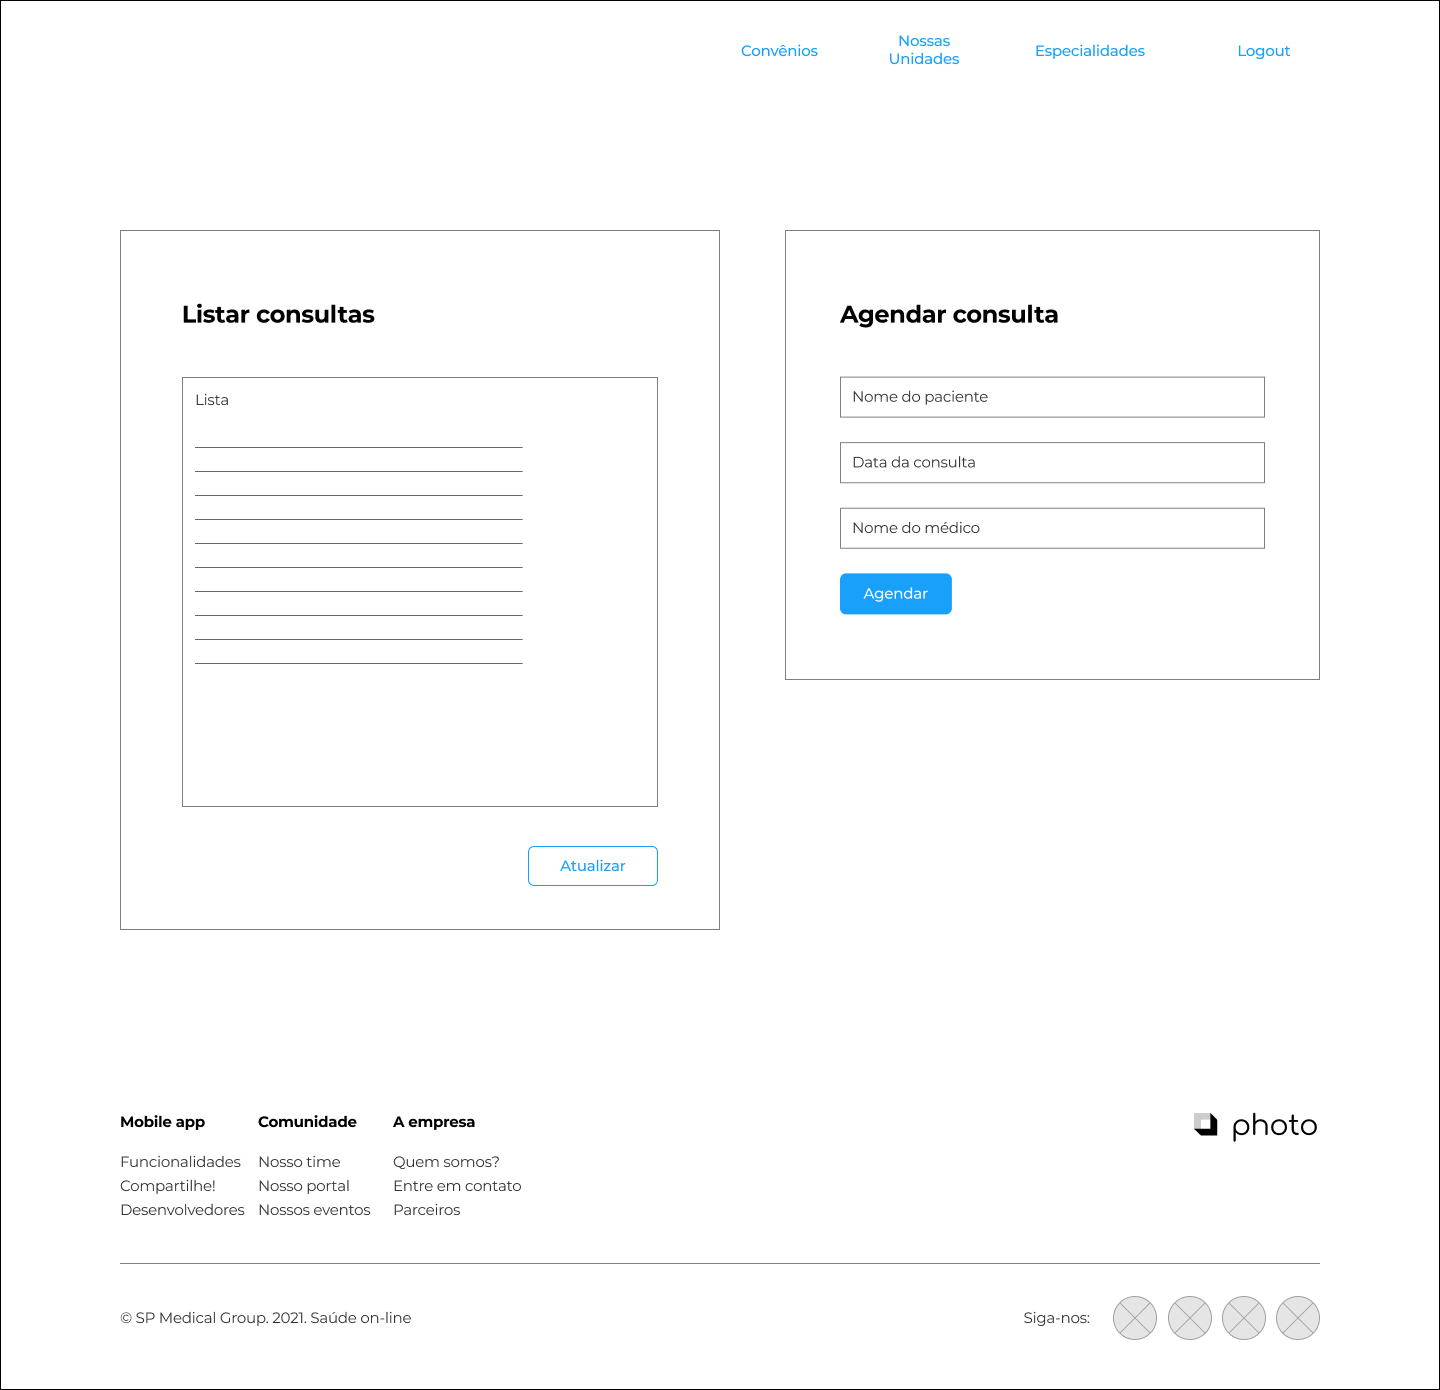 Convênios
Nossas
Unidades
Especialidades
Logout
Listar consultas
Lista
Atualizar
Agendar consulta
Nome do paciente
Data da consulta
Nome do médico
Agendar
Mobile app
Funcionalidades
Compartilhe!
Desenvolvedores
Comunidade
Nosso time
Nosso portal
Nossos eventos
A empresa
Quem somos?
Entre em contato
Parceiros
photo
© SP Medical Group. 2021. Saúde on-line
Siga-nos: